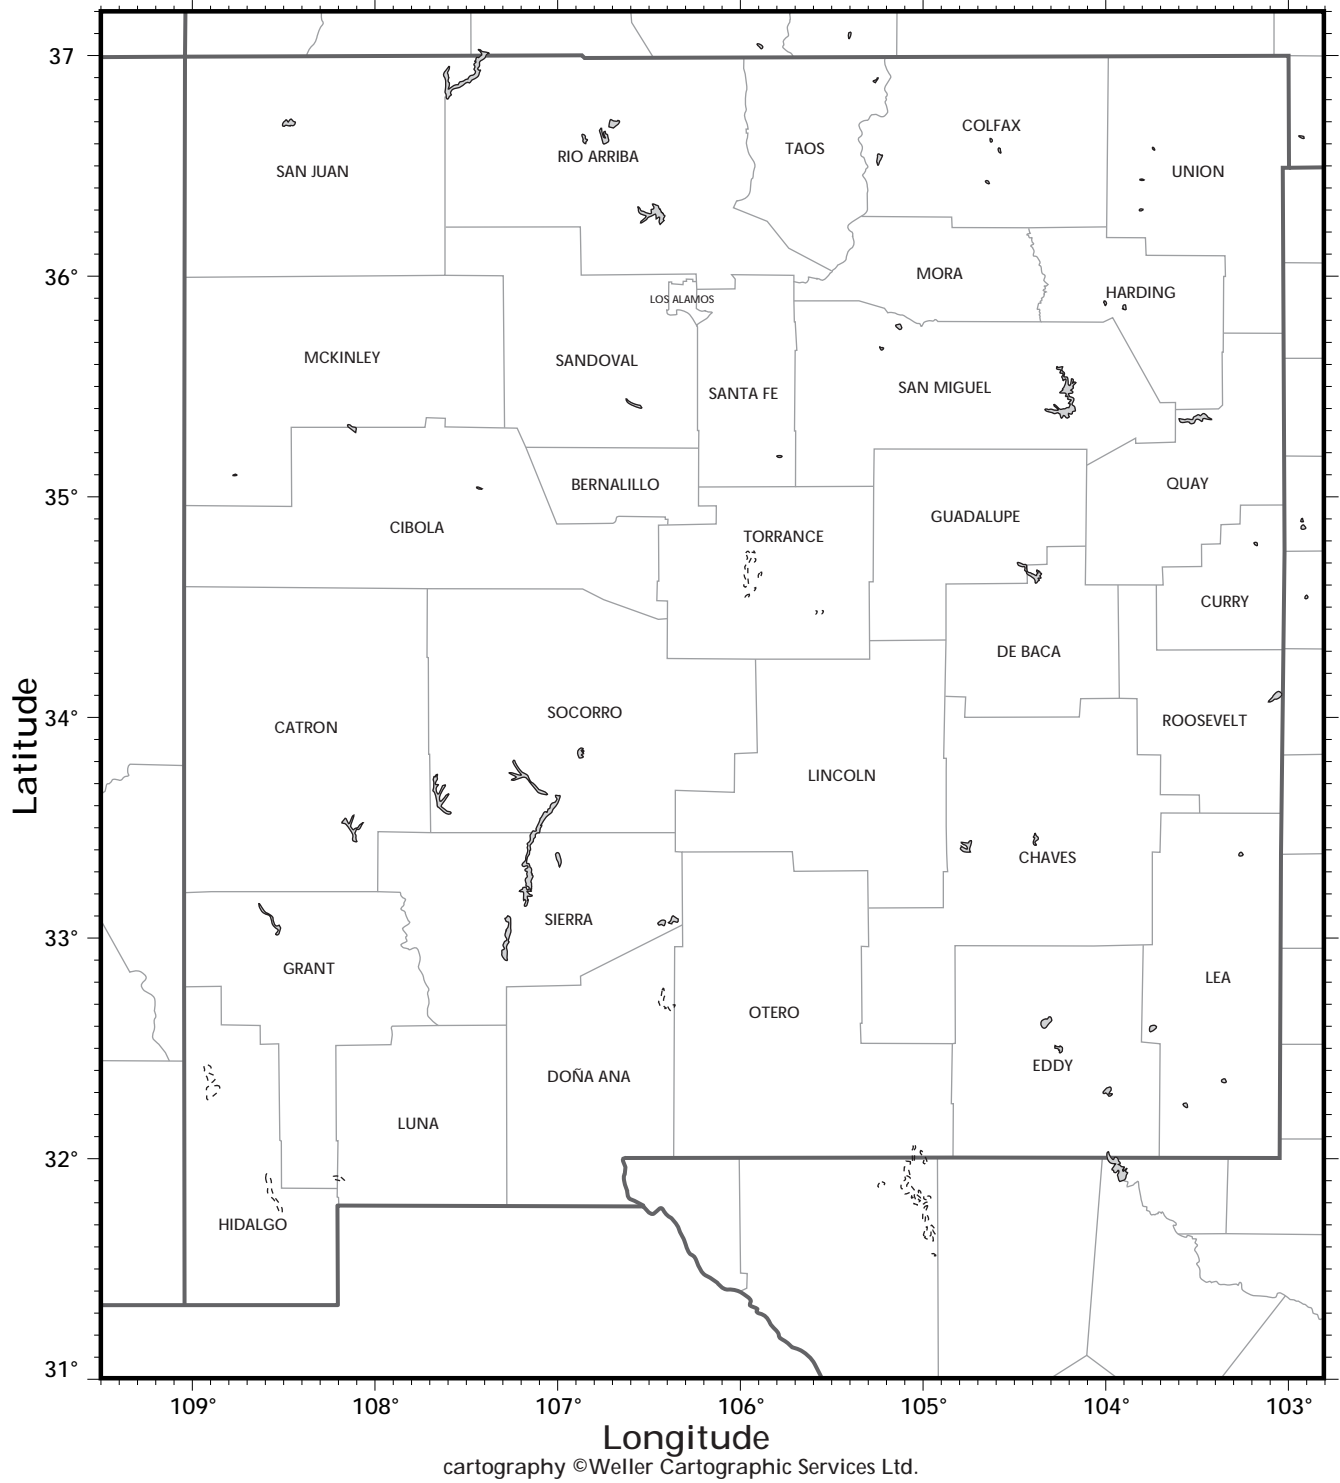 37°
COLFAX
TAOS
RIO ARRIBA
SAN JUAN
UNION
36°
MORA
HARDING
LOS ALAMOS
MCKINLEY
SANDOVAL
SAN MIGUEL
SANTA FE
35°
BERNALILLO
QUAY
GUADALUPE
CIBOLA
TORRANCE
CURRY
DE BACA
Latitude
34°
SOCORRO
ROOSEVELT
CATRON
LINCOLN
CHAVES
33°
SIERRA
GRANT
LEA
OTERO
EDDY
DOÑA ANA
LUNA
32°
HIDALGO
31°
109° 108° 107° 106° 105° 104° 103°
Longitude
cartography ©Weller Cartographic Services Ltd.